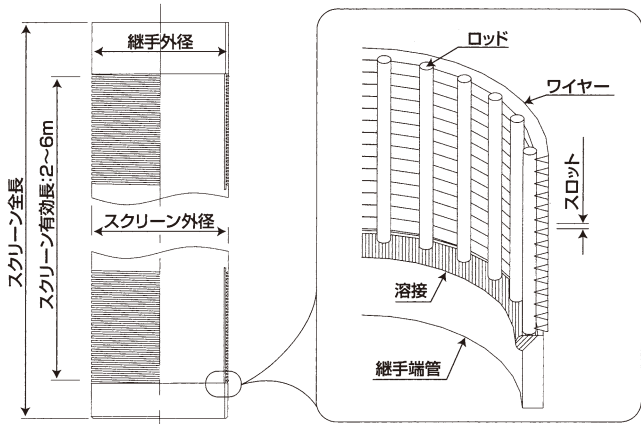 継手外径
スクリーン全長
スクリーン有効長:2～6m
スクリーン外径
ロッド
ワイヤー
スロット
溶接
継手端管